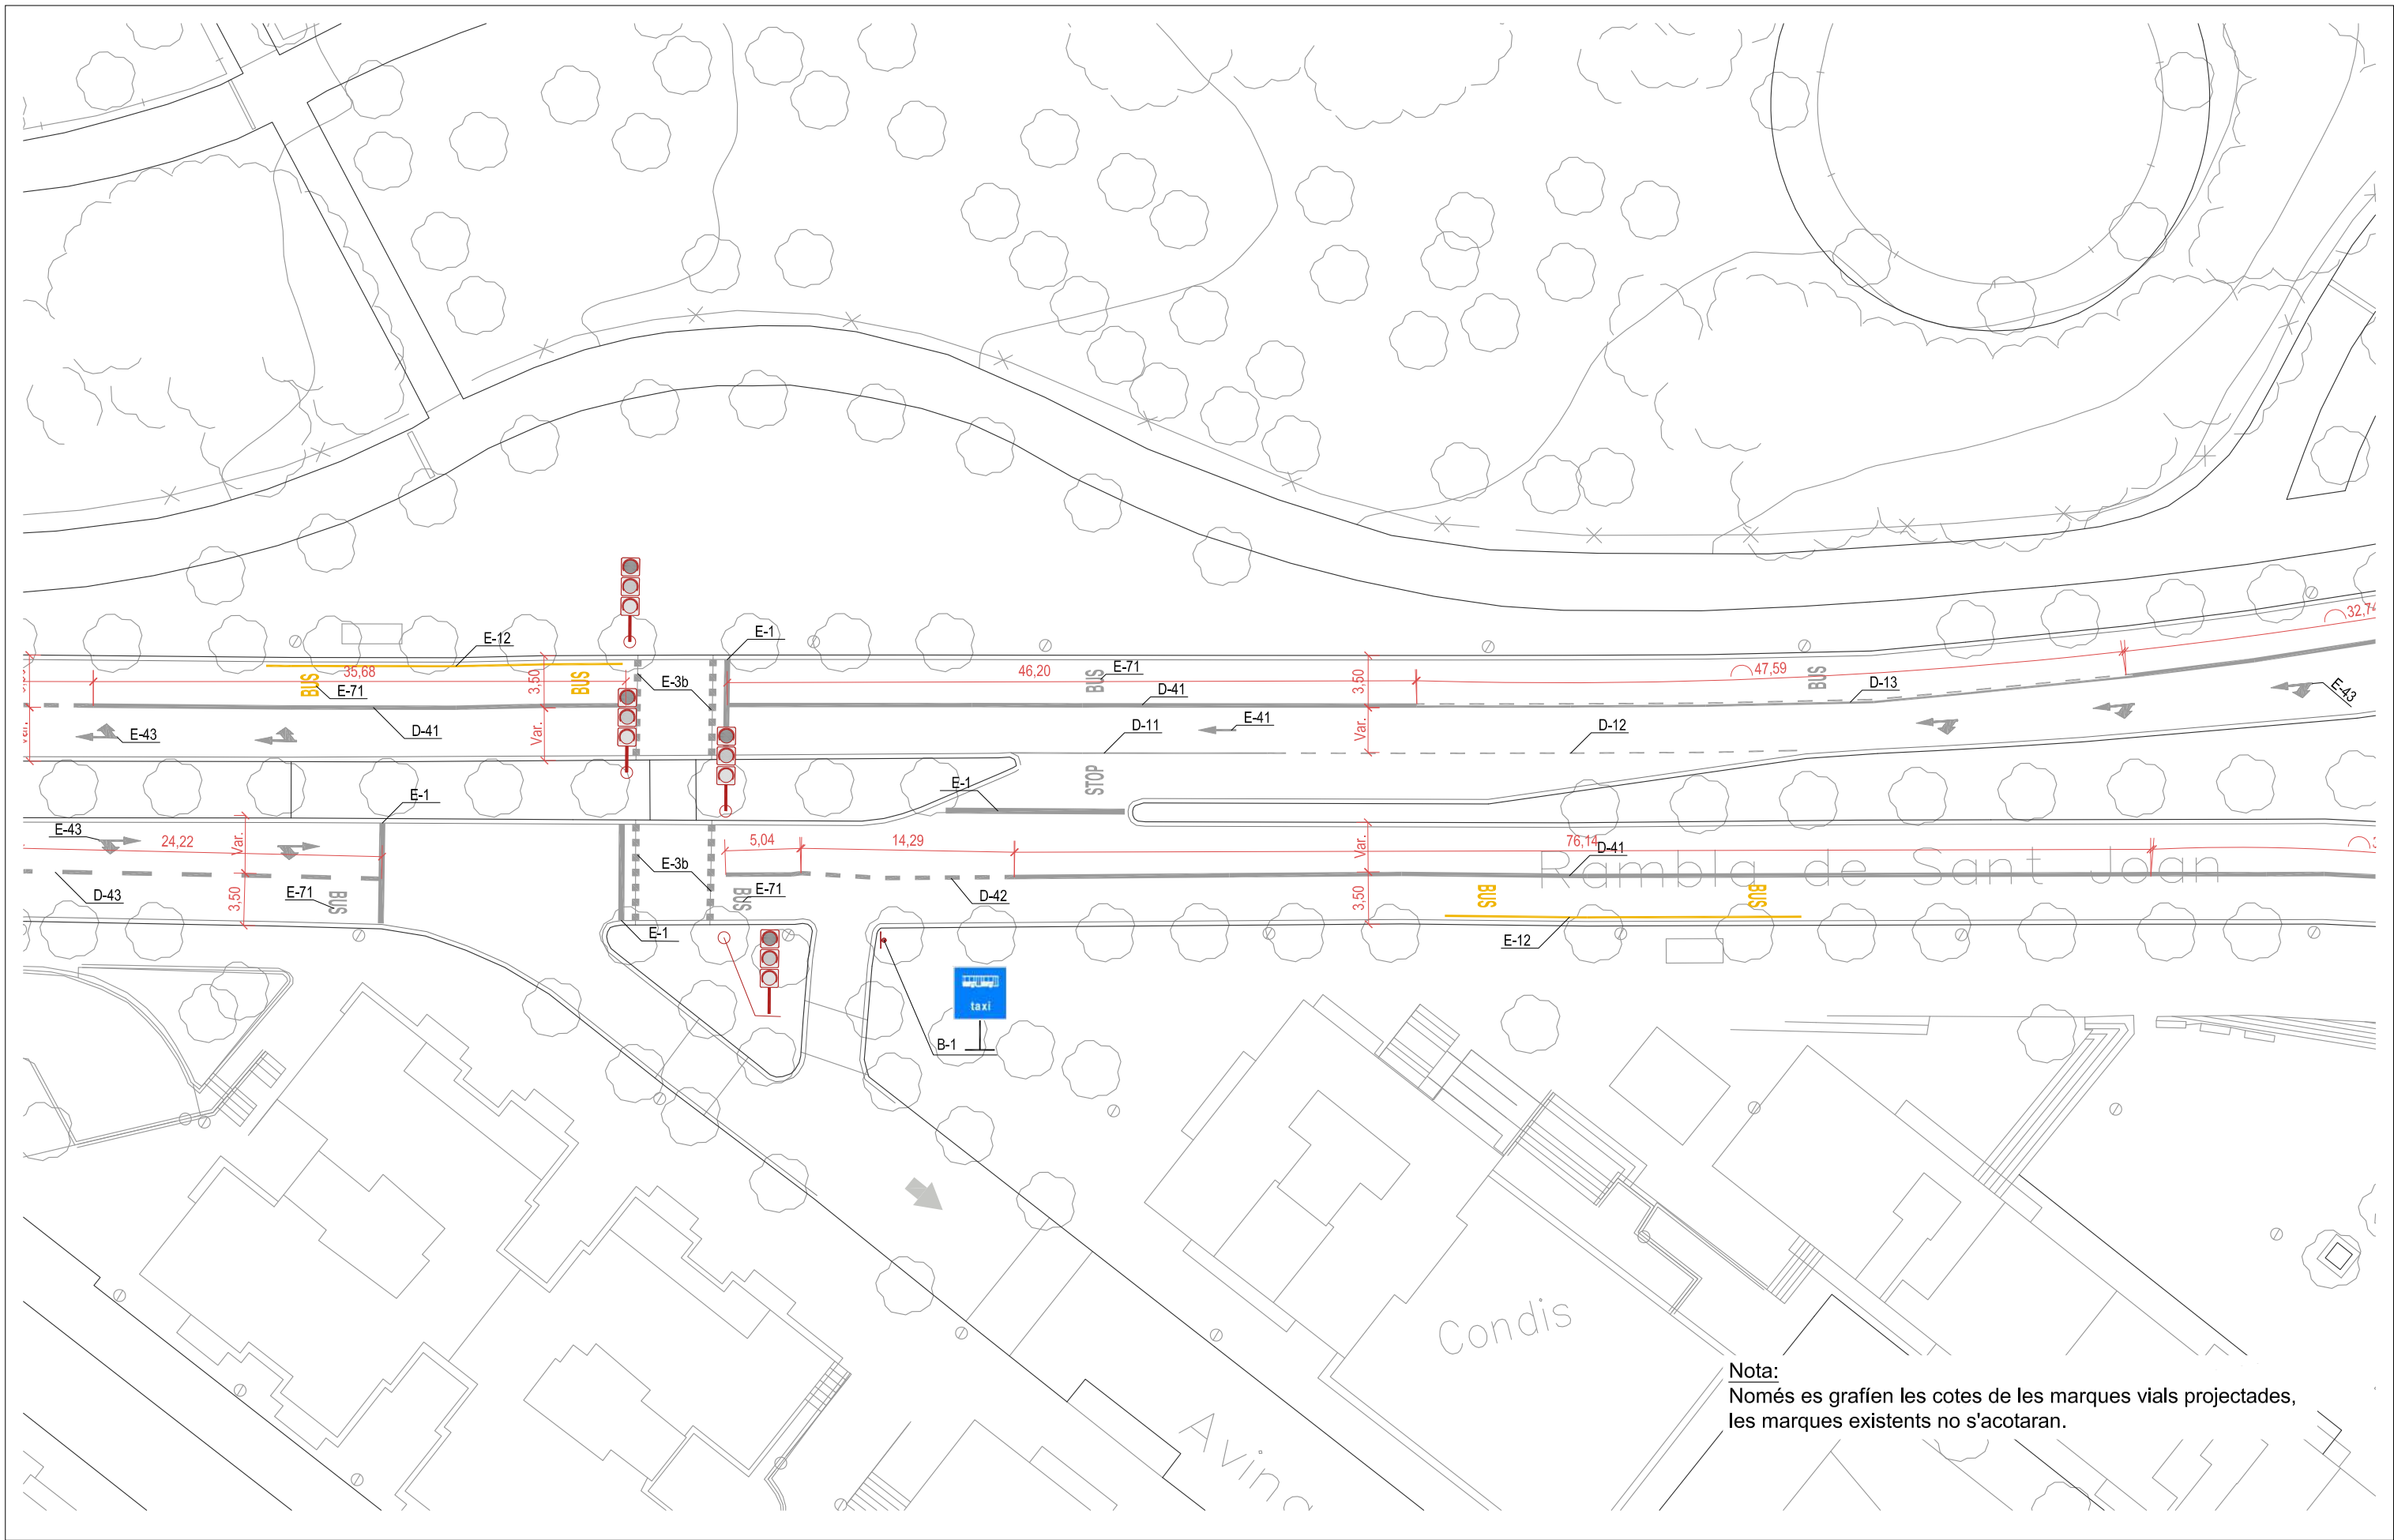 32,74
E-12
E-1
35,68
3,50
46,20
BUS
E-71
3,50
47,59
BUS
BUS
E-71
BUS
E-3b
D-41
D-13
E-43
Var.
E-43
D-41
Var.
D-11
E-41
Var.
D-12
STOP
E-1
E-1
E-43
24,22
Var.
5,04
14,29
Var.
76,14
D-41
E-3b
Rambla de Sant Joan
D-43
3,50
E-71
BUS
BUS
E-71
D-42
3,50
BUS
BUS
E-1
E-12
taxi
B-1
Condis
Nota:
Només es grafíen les cotes de les marques vials projectades,
les marques existents no s'acotaran.